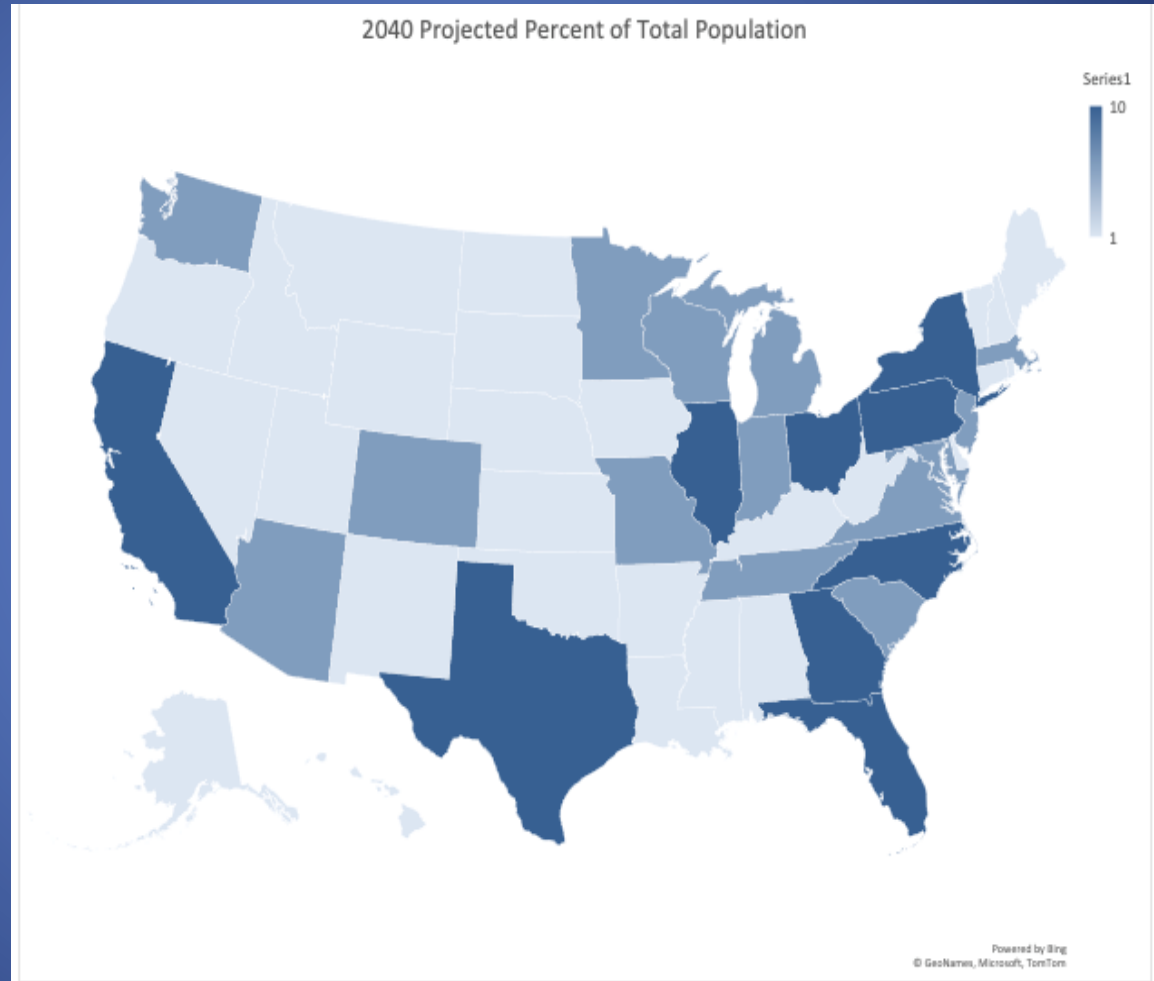 2040 Projected Percent of Total Population
Series1
10
1
Powered by Bing
© GeoNames, Microsoft, TomTom